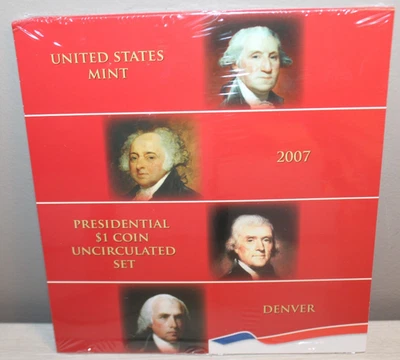 UNITED STATES
MINT
2007
PRESIDENTIAL
$1 COIN
UNCIRCULATED
SET
DENVER